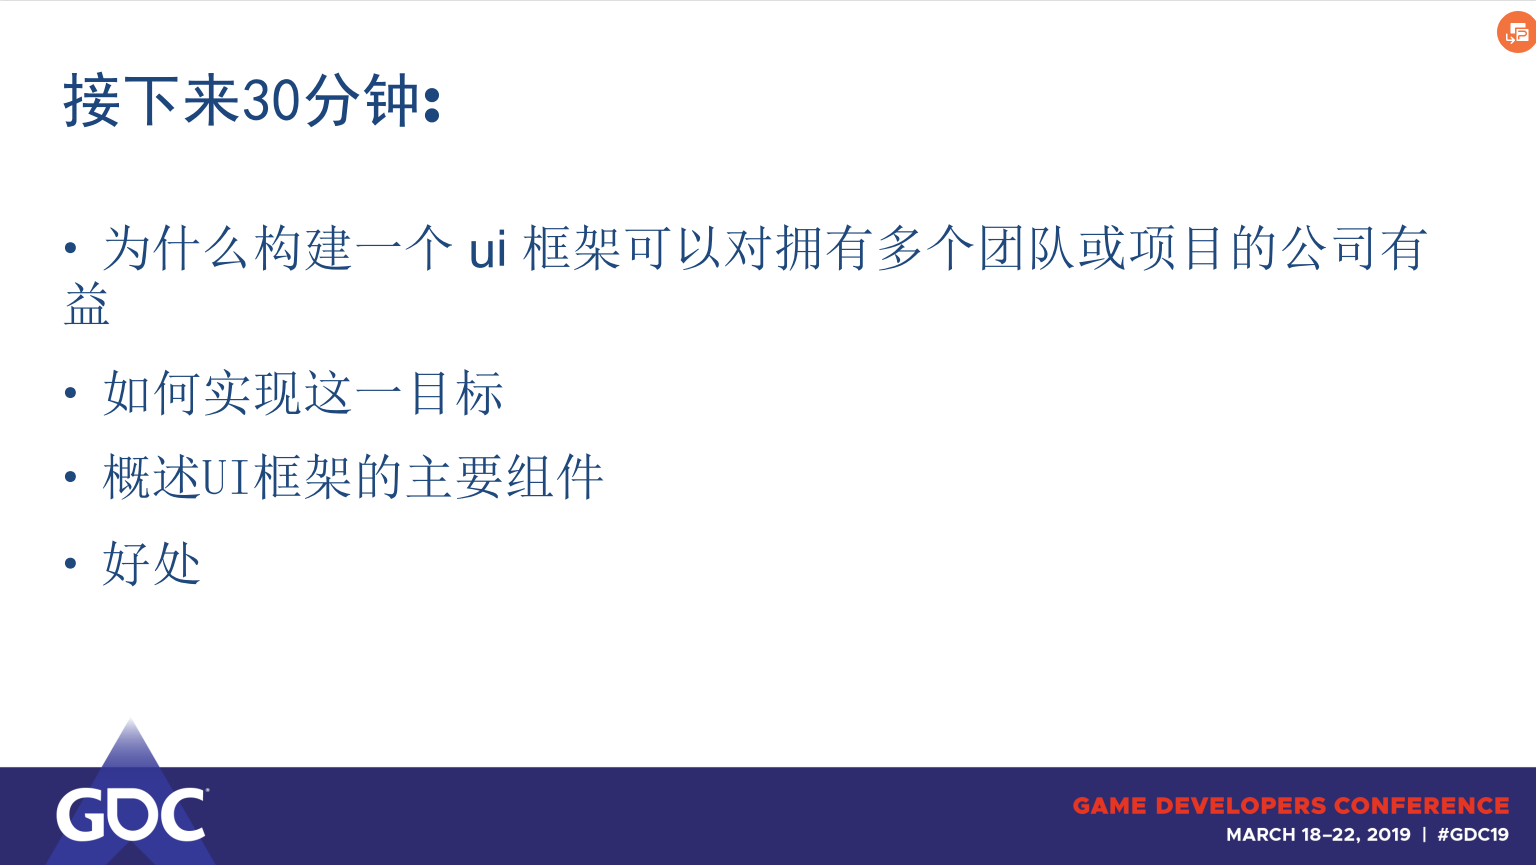 接下来30分钟:
• 为什么构建一个 ui 框架可以对拥有多个团队或项目的公司有
益
• 如何实现这一目标
• 概述UI框架的主要组件
• 好处
GDC
GAME DEVELOPERS CONFERENCE
MARCH 18–22, 2019 | #GDC19